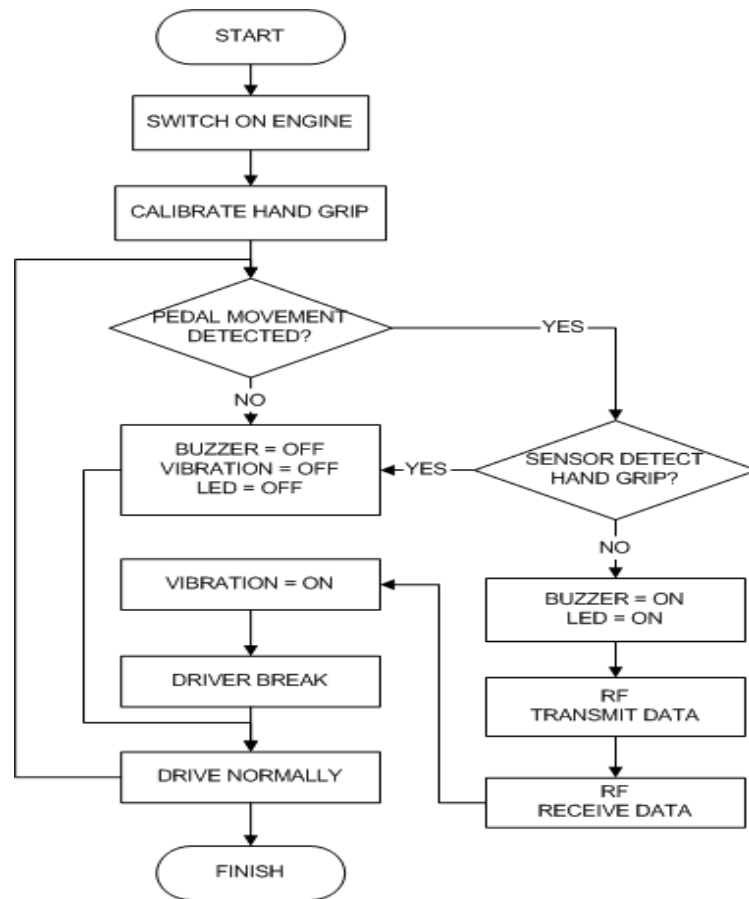 START
SWITCH ON ENGINE
CALIBRATE HAND GRIP
PEDAL MOVEMENT
DETECTED?
YES
NO
BUZZER = OFF
VIBRATION = OFF
LED = OFF
YES
SENSOR DETECT
HAND GRIP?
NO
VIBRATION = ON
BUZZER = ON
LED = ON
DRIVER BREAK
RF
TRANSMIT DATA
DRIVE NORMALLY
RF
RECEIVE DATA
FINISH